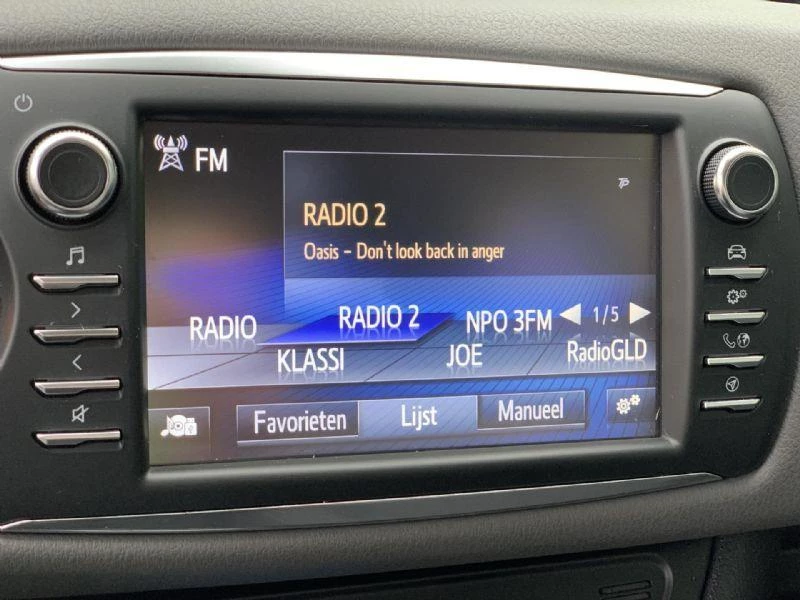 FM
TP
RADIO 2
Oasis - Don't look back in anger
RADIO RADIO 2 NPO 3FM 1/5
KLASSI JOE RadioGLD
Favorieten Lijst Manueel